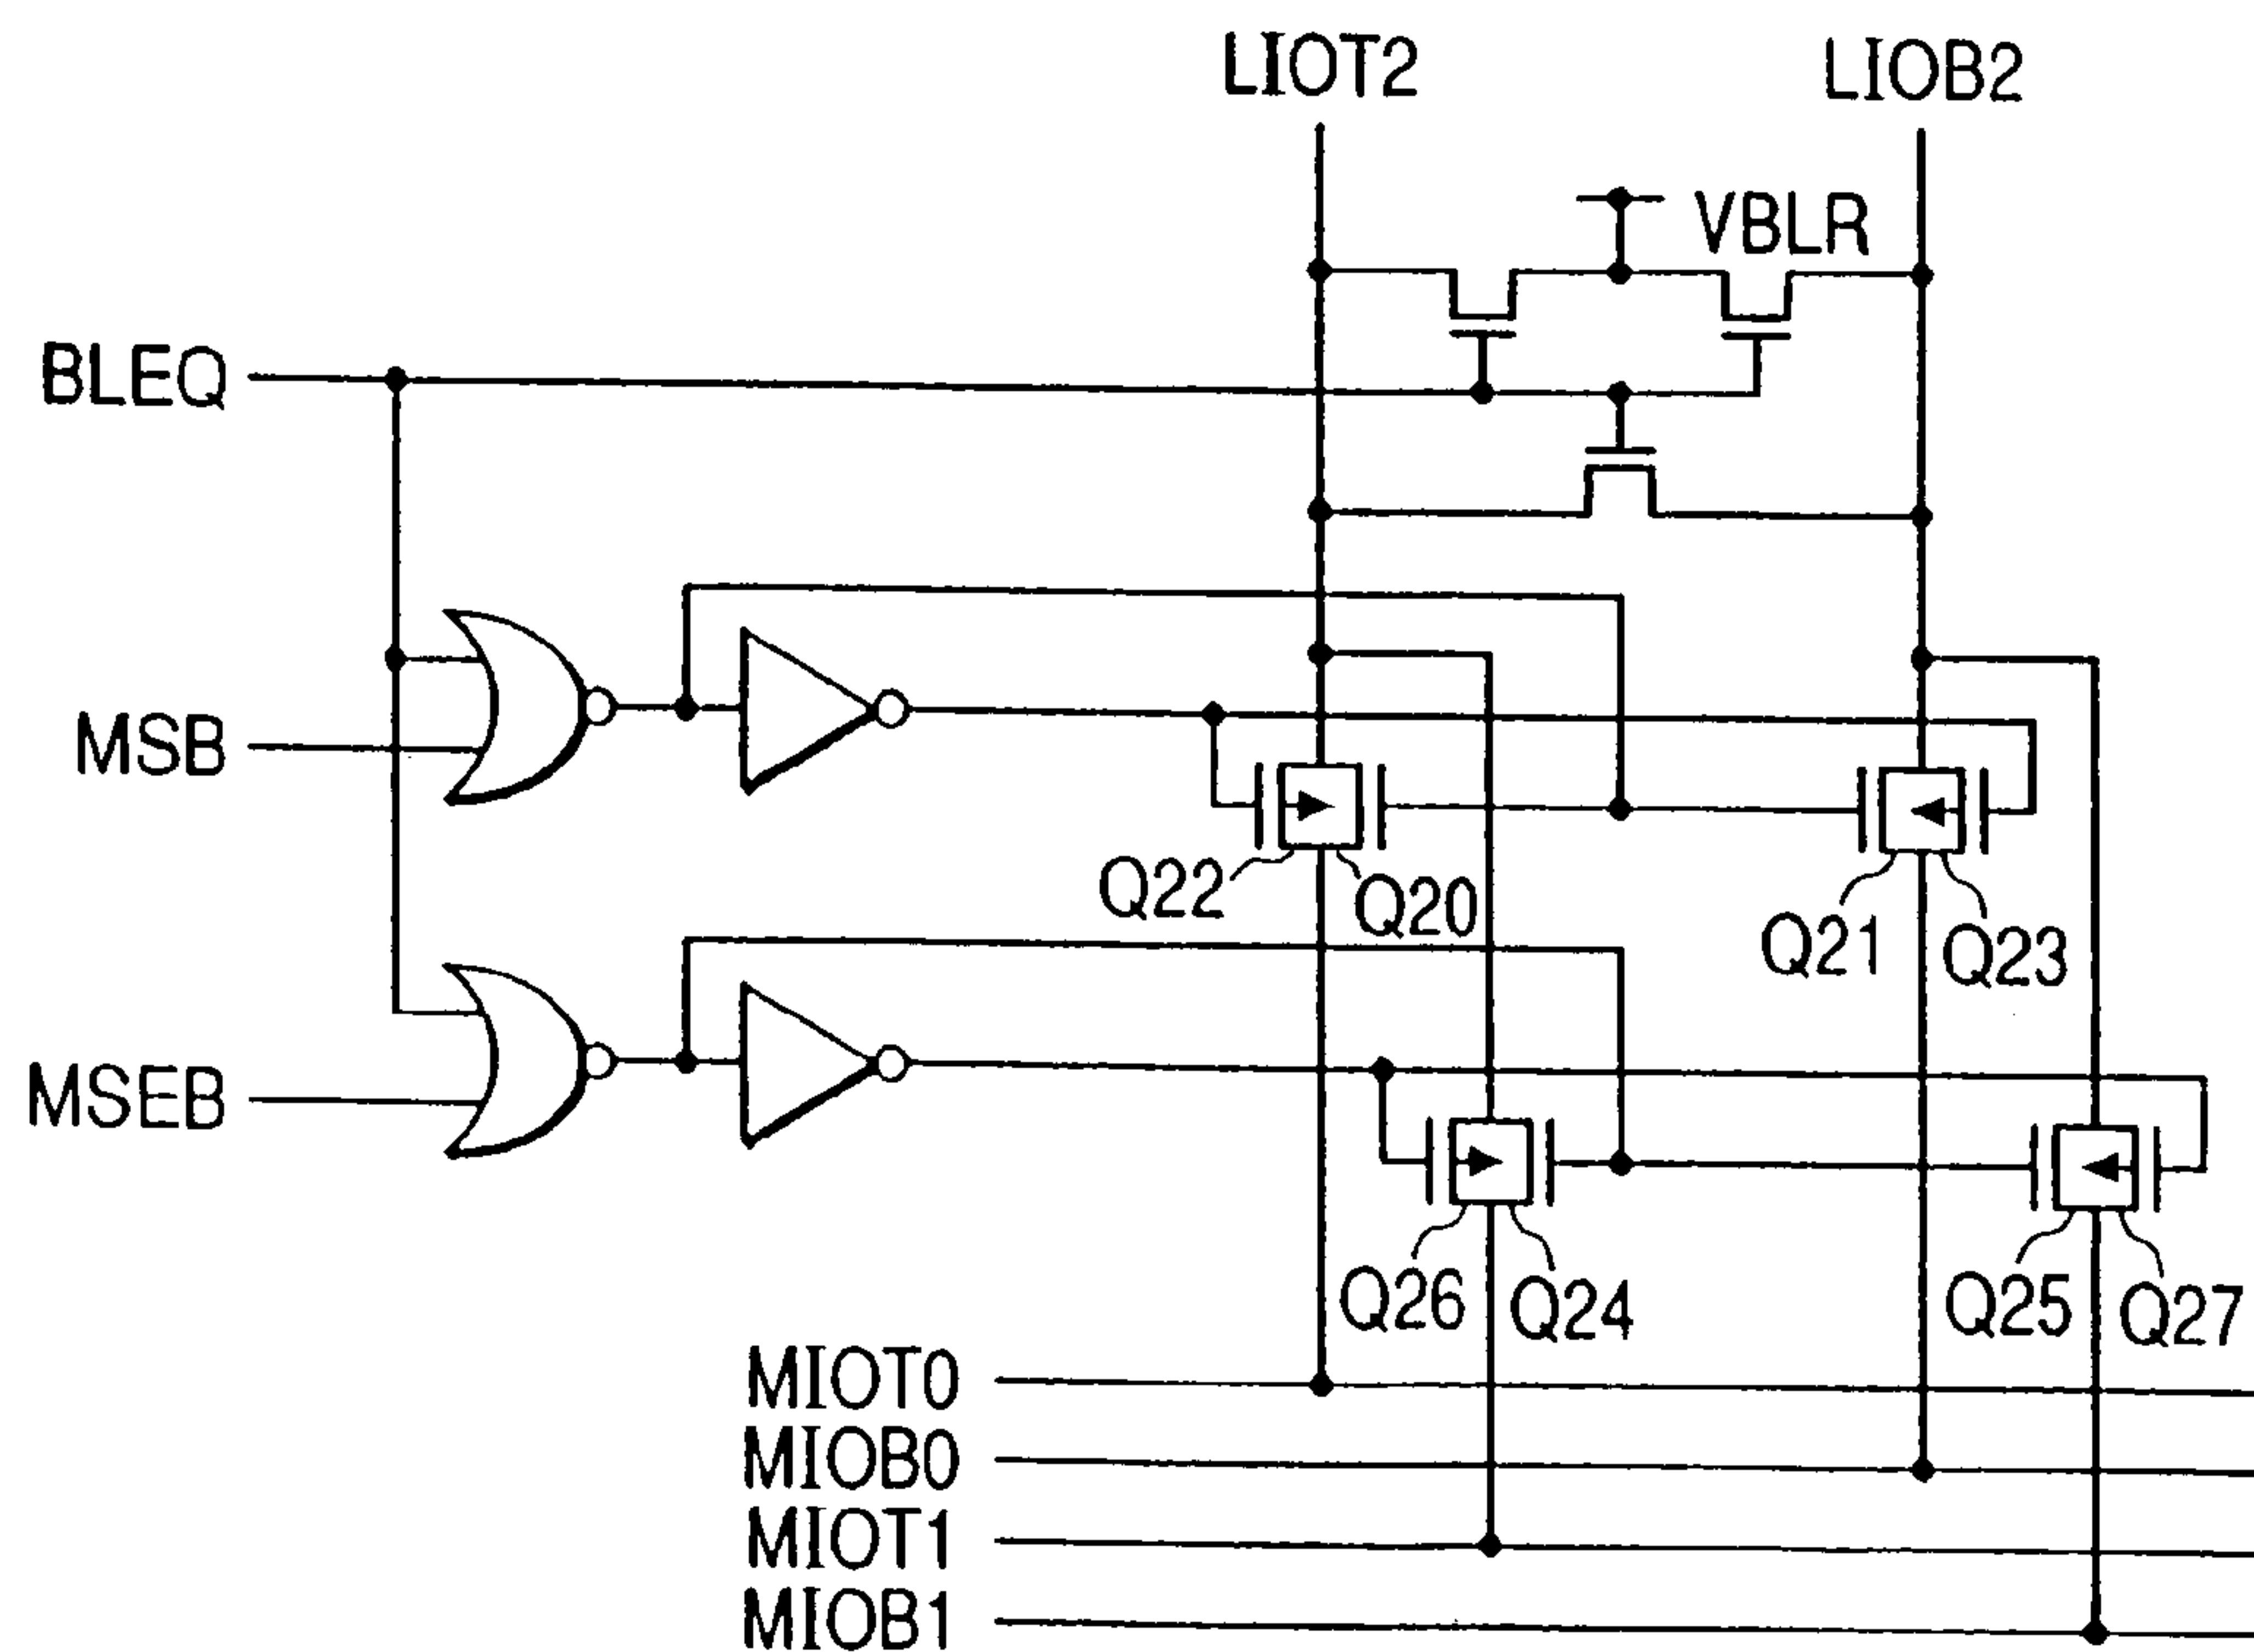 LIOT2
LIOB2
VBLR
BLEQ
MSB
Q22
Q20
Q21
Q23
MSEB
Q26
Q24
Q25
Q27
MIOT0
MIOB0
MIOT1
MIOB1